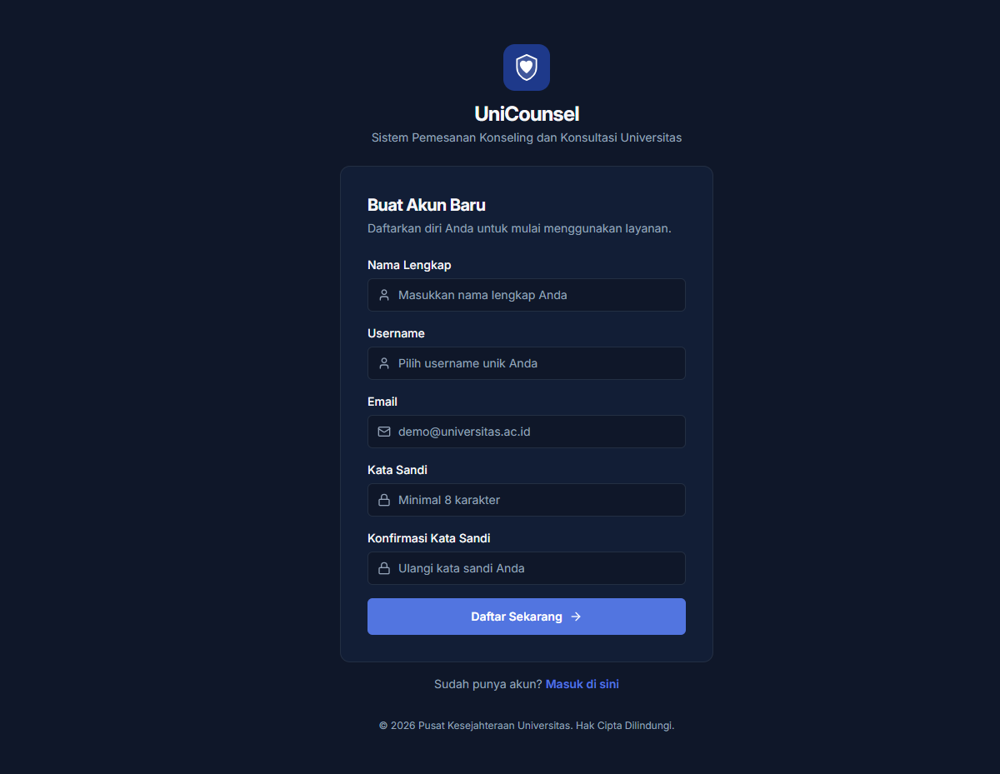 UniCounsel
Sistem Pemesanan Konseling dan Konsultasi Universitas
Buat Akun Baru
Daftarkan diri Anda untuk mulai menggunakan layanan.
Nama Lengkap
Masukkan nama lengkap Anda
Username
Pilih username unik Anda
Email
demo@universitas.ac.id
Kata Sandi
Minimal 8 karakter
Konfirmasi Kata Sandi
Ulangi kata sandi Anda
Daftar Sekarang →
Sudah punya akun? Masuk di sini
© 2026 Pusat Kesejahteraan Universitas. Hak Cipta Dilindungi.